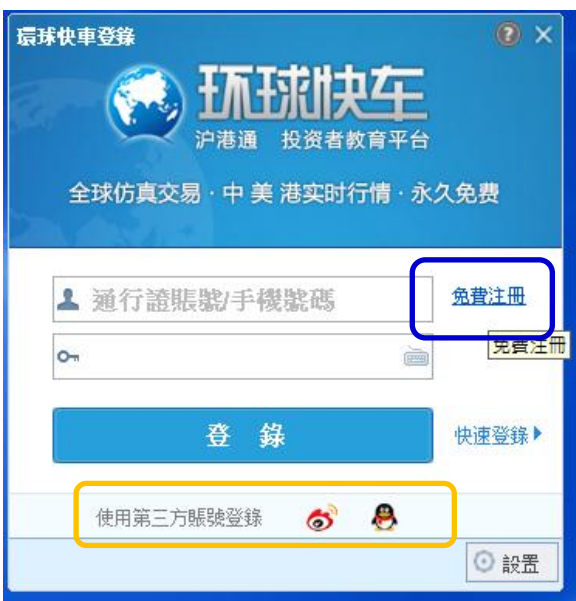 環球快車登錄
环球快车
沪港通 投资者教育平台
全球仿真交易 · 中 美 港实时行情 · 永久免费
通行證賬號/手機號碼
免費注冊
免費注冊
登 錄
快速登錄
使用第三方賬號登錄
設置